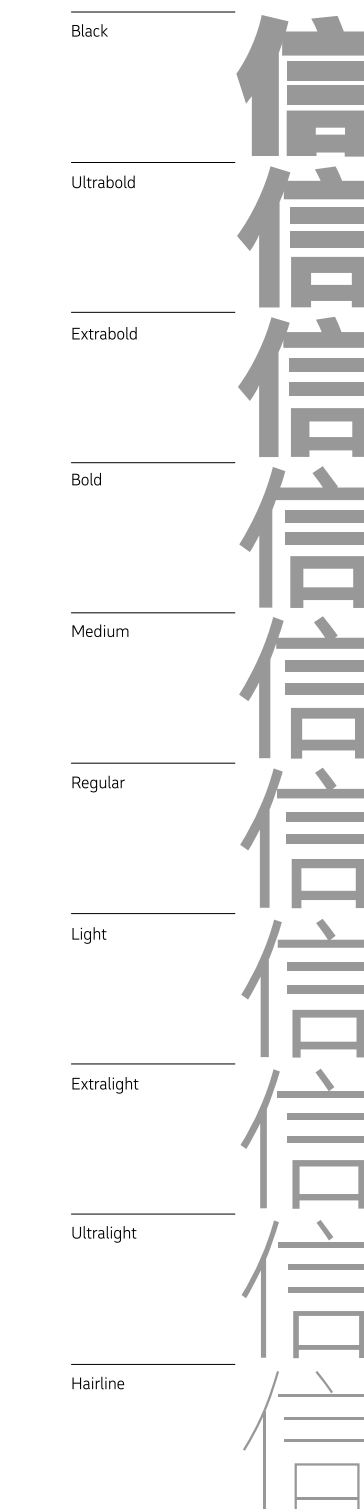 Black
信
Ultrabold
信
Extrabold
信
Bold
信
Medium
信
Regular
信
Light
信
Extralight
信
Ultralight
信
Hairline
信